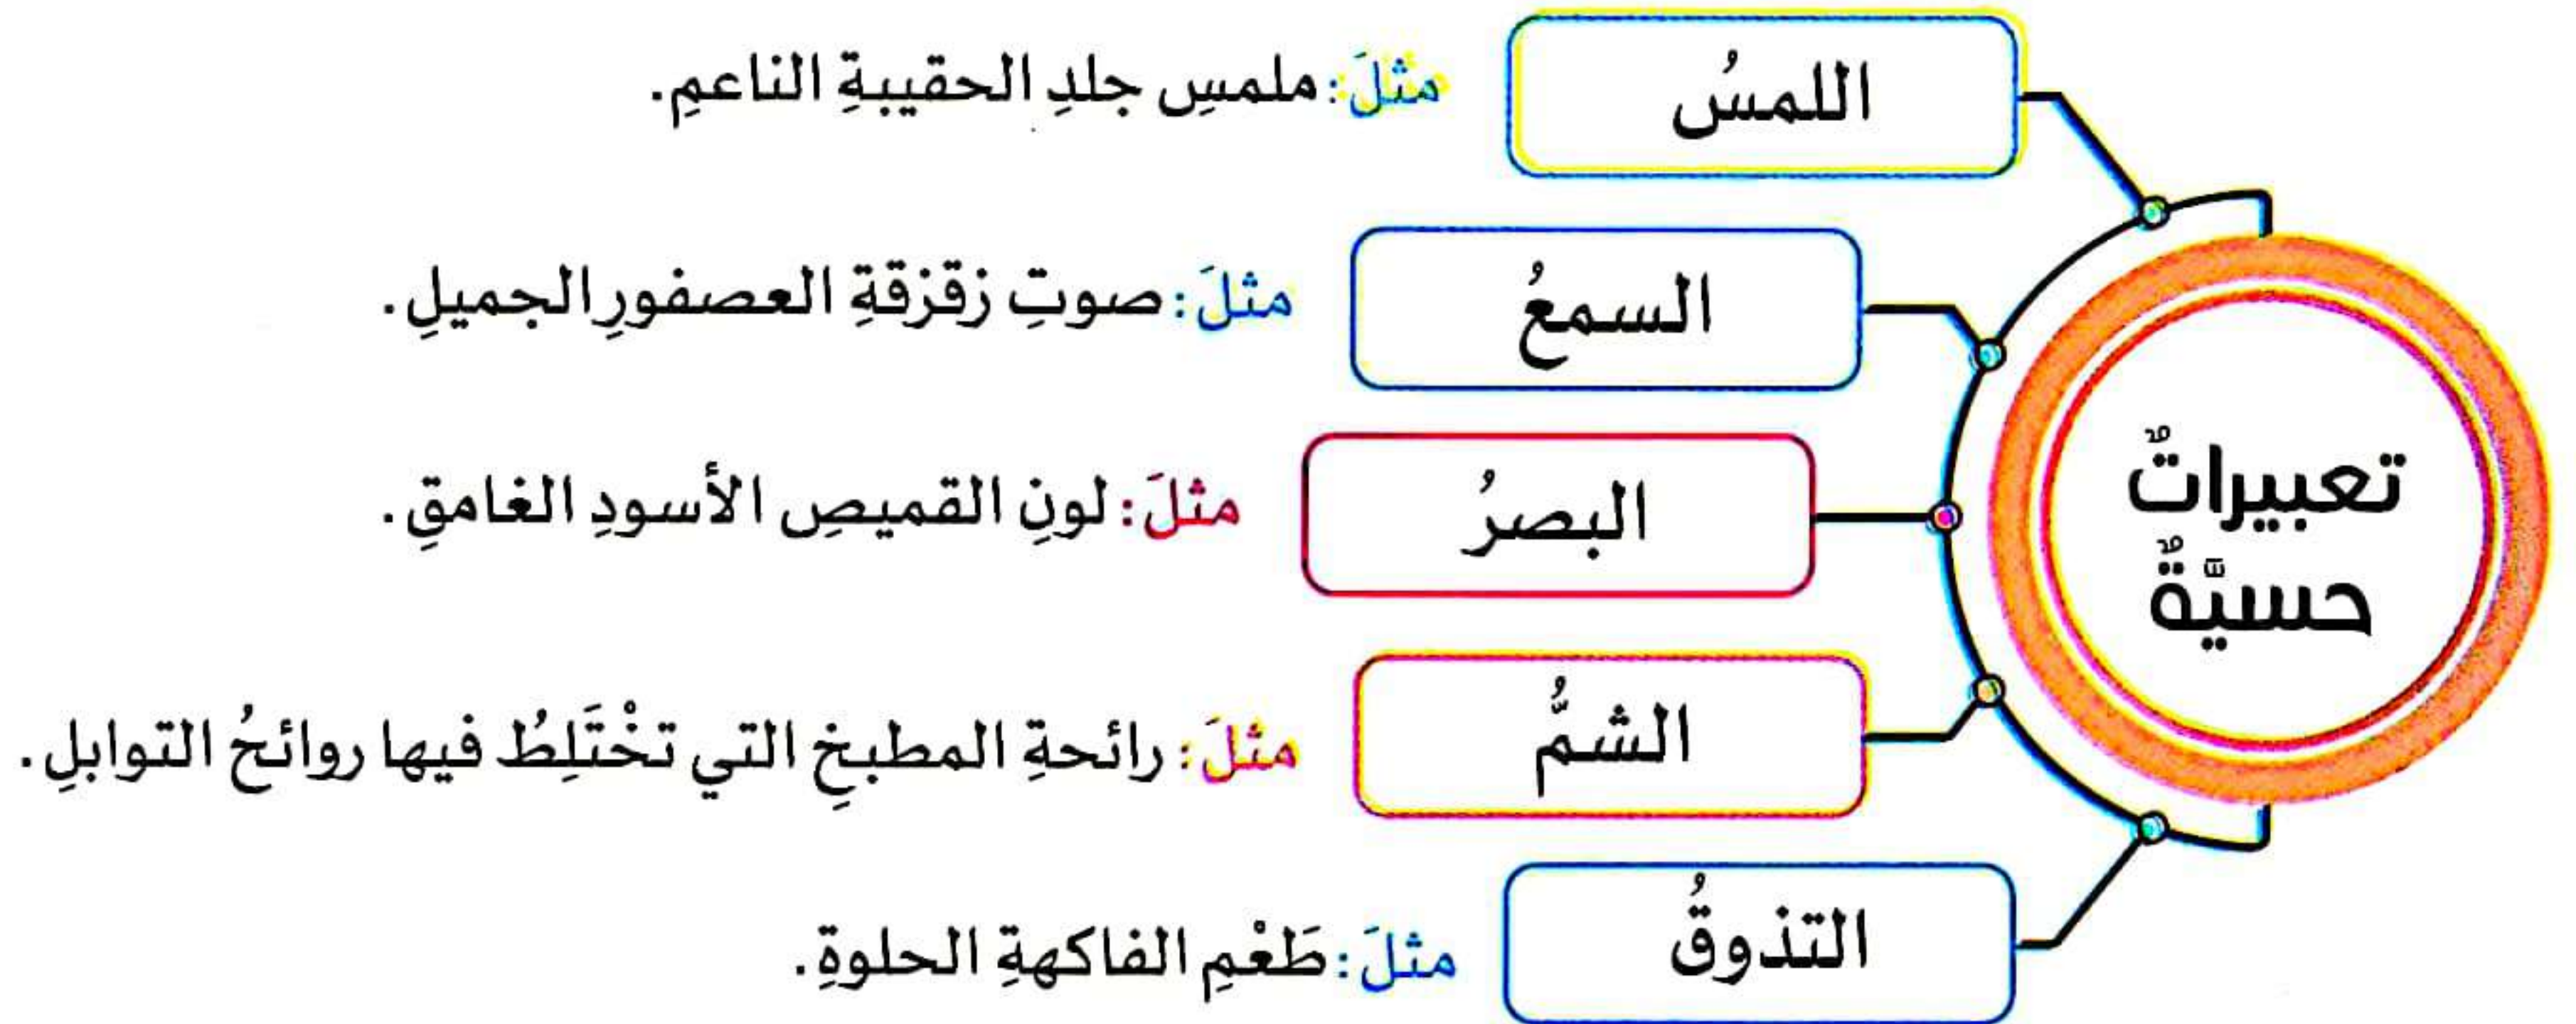 تعبيراتٌ
حسيَّةٌ
اللمسُ
مثلَ: ملمسِ جلدِ الحقيبةِ الناعمِ.
السمعُ
مثلَ: صوتِ زقزقةِ العصفورِ الجميلِ.
البصرُ
مثلَ: لونِ القميصِ الأسودِ الغامقِ.
الشمُّ
مثلَ: رائحةِ المطبخِ التي تخْتَلِطُ فيها روائحُ التوابلِ.
التذوقُ
مثلَ: طَعْمِ الفاكهةِ الحلوةِ.